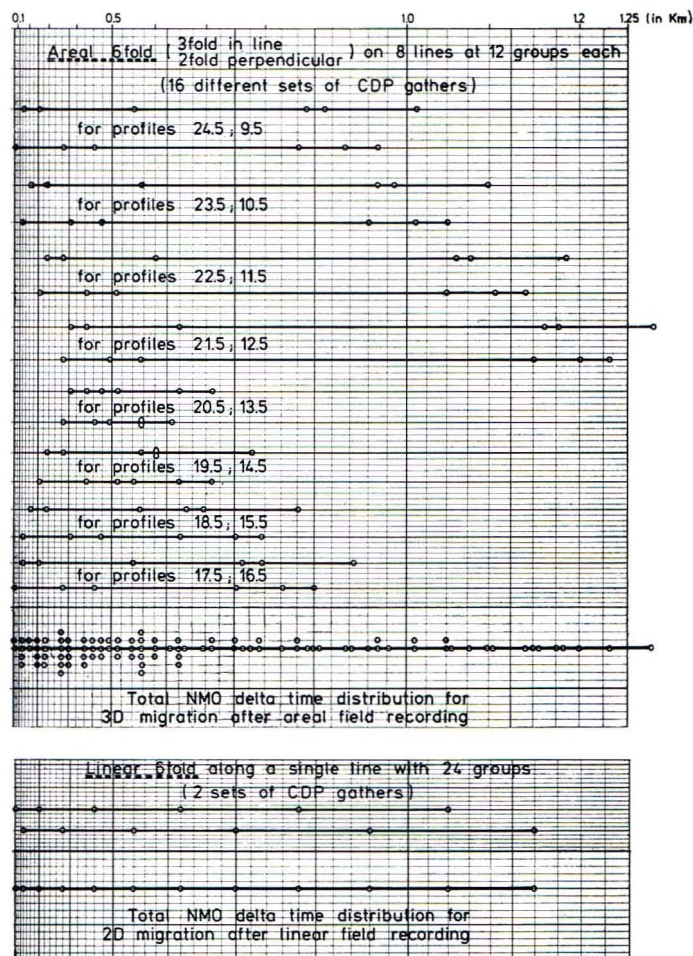 0.1 0.5 1.0 1.2 1.25 (in Km)
Areal 6fold ( 3fold in line
2fold perpendicular ) on 8 lines at 12 groups each
(16 different sets of CDP gathers)
for profiles 24.5 ; 9.5
for profiles 23.5 ; 10.5
for profiles 22.5 ; 11.5
for profiles 21.5 ; 12.5
for profiles 20.5 ; 13.5
for profiles 19.5 ; 14.5
for profiles 18.5 ; 15.5
for profiles 17.5 ; 16.5
Total NMO delta time distribution for
3D migration after areal field recording
Linear 6fold along a single line with 24 groups
(2 sets of CDP gathers)
Total NMO delta time distribution for
2D migration after linear field recording